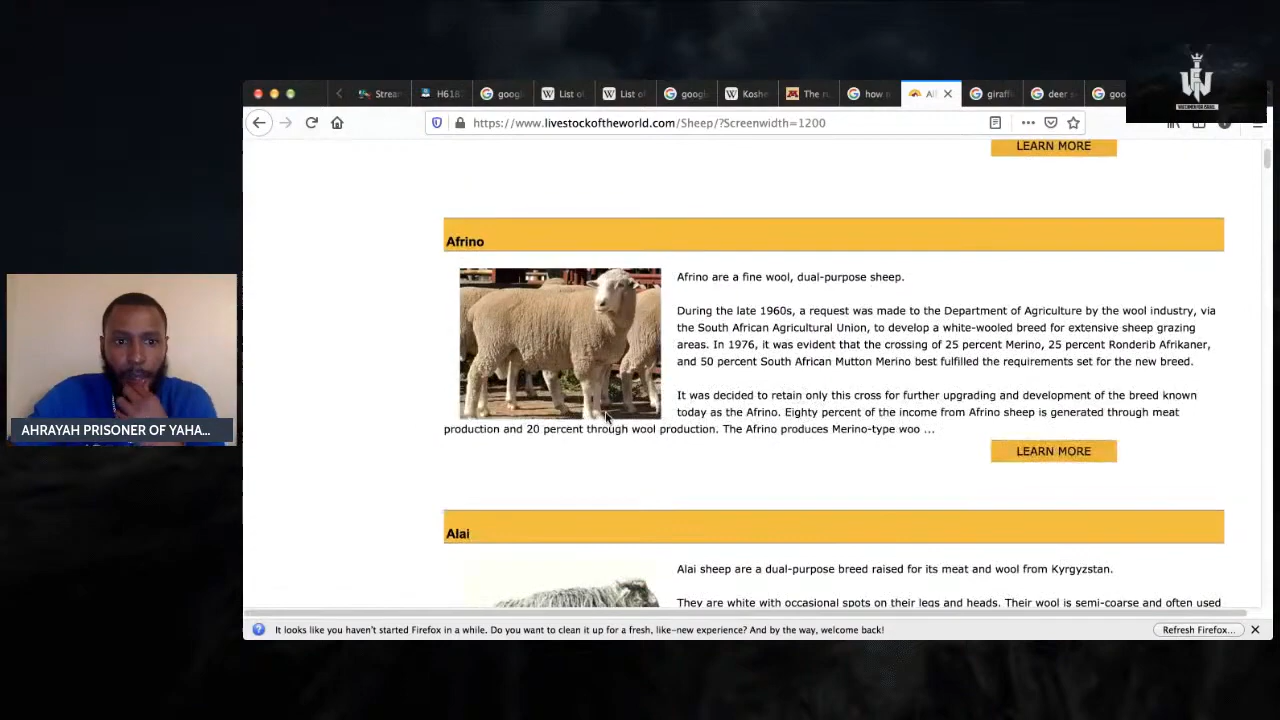 Strea
H618
goog
List o
List o
goog
Koshe
The ru
how
Al
giraff
deer s
goo
https://www.livestockoftheworld.com/Sheep/?Screenwidth=1200
LEARN MORE
Afrino
Afrino are a fine wool, dual-purpose sheep.
During the late 1960s, a request was made to the Department of Agriculture by the wool industry, via
the South African Agricultural Union, to develop a white-wooled breed for extensive sheep grazing
areas. In 1976, it was evident that the crossing of 25 percent Merino, 25 percent Ronderib Afrikaner,
and 50 percent South African Mutton Merino best fulfilled the requirements set for the new breed.
It was decided to retain only this cross for further upgrading and development of the breed known
today as the Afrino. Eighty percent of the income from Afrino sheep is generated through meat
production and 20 percent through wool production. The Afrino produces Merino-type woo ...
LEARN MORE
Alai
Alai sheep are a dual-purpose breed raised for its meat and wool from Kyrgyzstan.
They are white with occasional spots on their legs and heads. Their wool is semi-coarse and often used
AHRAYAH PRISONER OF YAHA...
It looks like you haven't started Firefox in a while. Do you want to clean it up for a fresh, like-new experience? And by the way, welcome back!
Refresh Firefox...